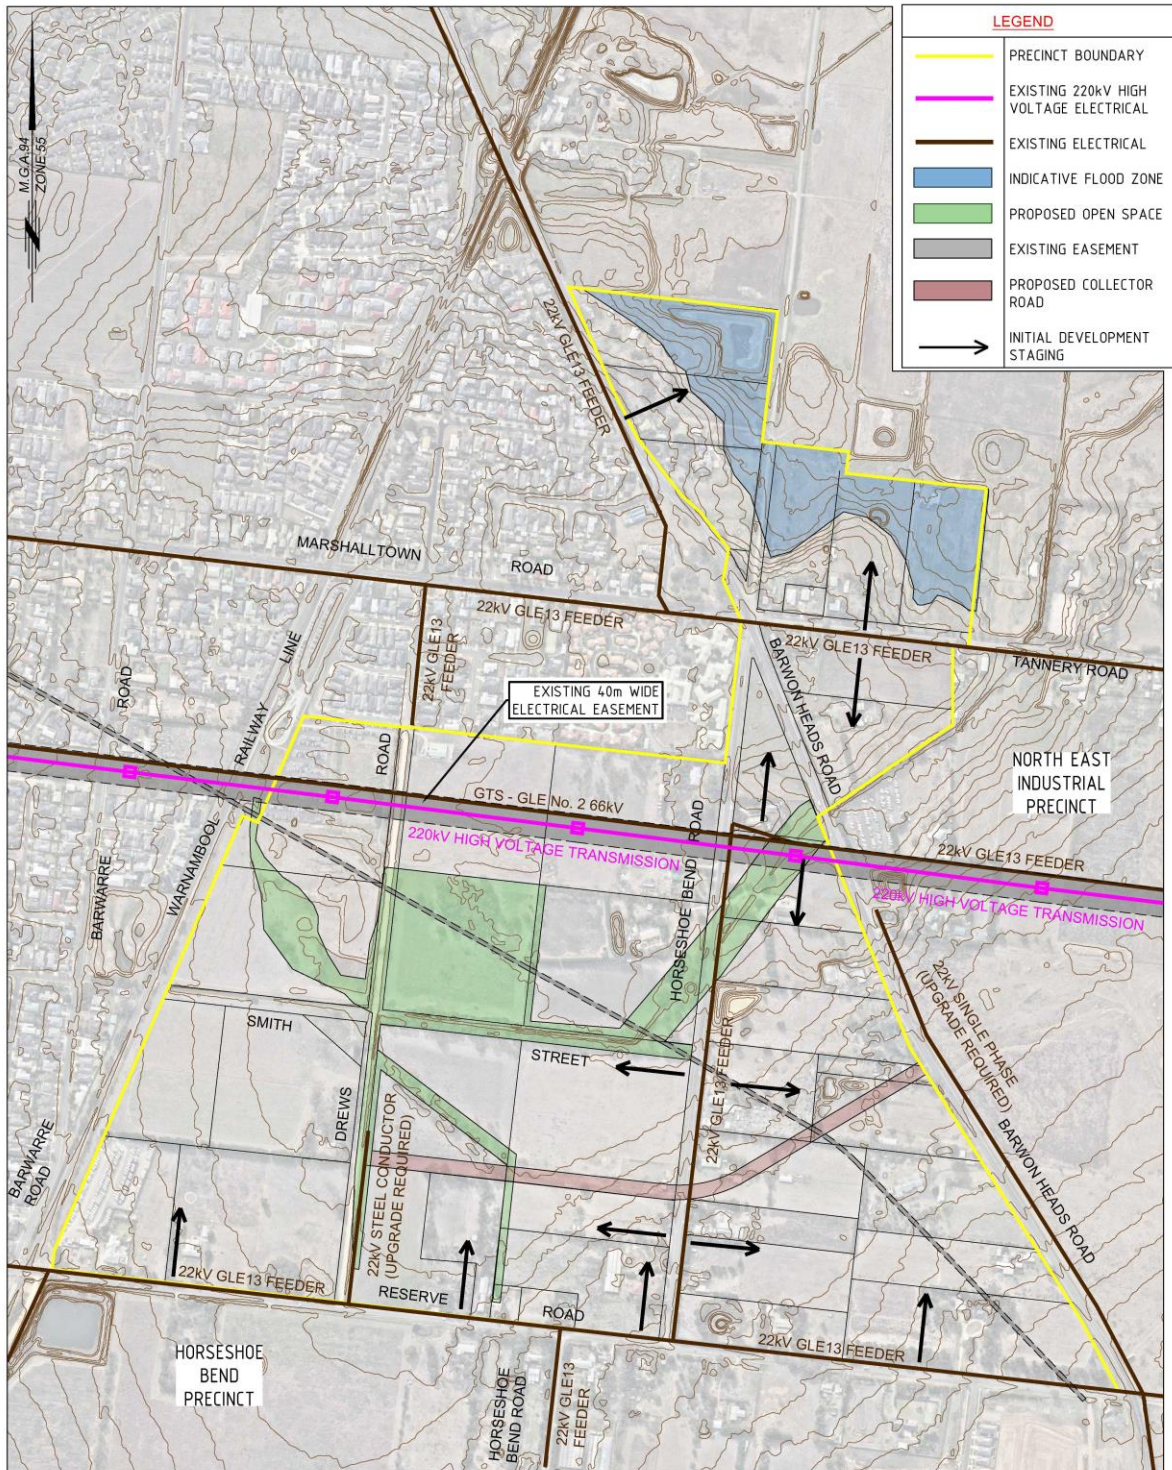 LEGEND
PRECINCT BOUNDARY
EXISTING 220kV HIGH
VOLTAGE ELECTRICAL
EXISTING ELECTRICAL
INDICATIVE FLOOD ZONE
PROPOSED OPEN SPACE
EXISTING EASEMENT
PROPOSED COLLECTOR
ROAD
INITIAL DEVELOPMENT
STAGING
M.G.A.94
ZONE 55
N
22kV GLE13 FEEDER
MARSHALLTOWN
ROAD
22kV GLE13 FEEDER
22kV GLE13
FEEDER
22kV GLE13 FEEDER
TANNERY ROAD
BARWON HEADS ROAD
EXISTING 40m WIDE
ELECTRICAL EASEMENT
ROAD
LINE
RAILWAY
ROAD
NORTH EAST
INDUSTRIAL
PRECINCT
GTS - GLE No. 2 66kV
220kV HIGH VOLTAGE TRANSMISSION
ROAD
BEND
HORSESHOE
22kV GLE13 FEEDER
220kV HIGH VOLTAGE TRANSMISSION
WARNAMBOOL
BARWARRE
SMITH
STREET
22kV GLE13 FEEDER
22kV SINGLE PHASE
(UPGRADE REQUIRED)
BARWON HEADS ROAD
DREWS
22kV STEEL CONDUCTOR
(UPGRADE REQUIRED)
BARWARRE
ROAD
22kV GLE13 FEEDER
RESERVE
ROAD
22kV GLE13 FEEDER
HORSESHOE
BEND
PRECINCT
HORSESHOE
BEND ROAD
22kV GLE13
FEEDER